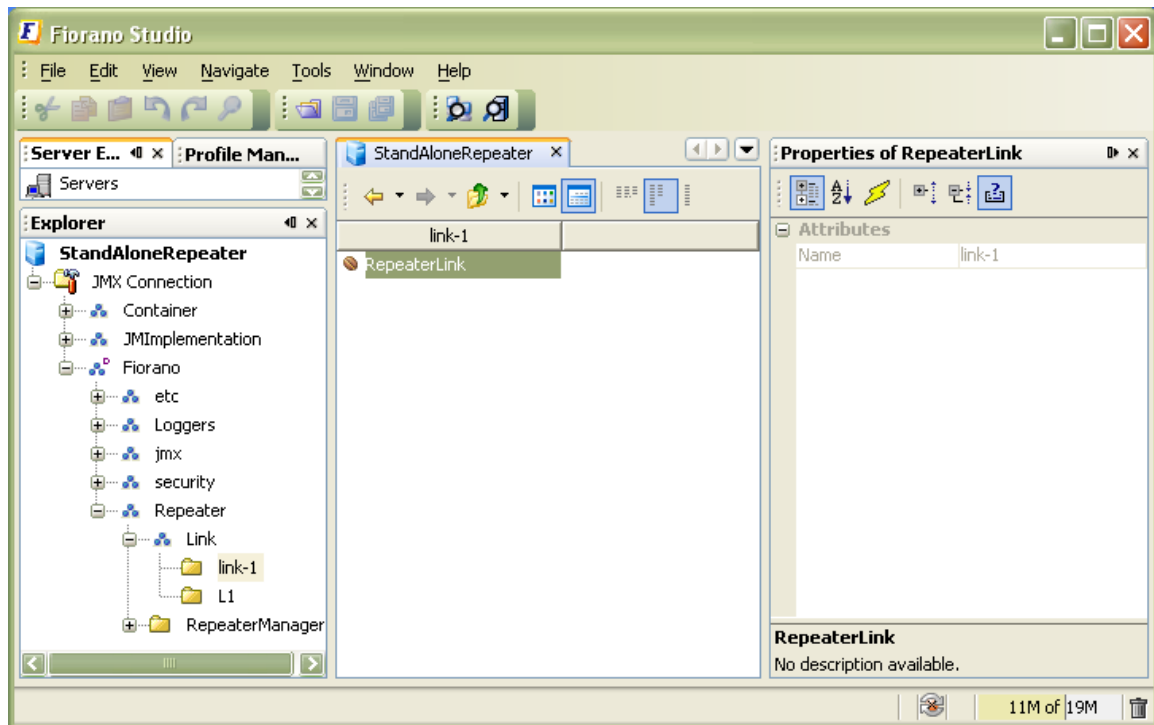 Fiorano Studio
File Edit View Navigate Tools Window Help
Server E... Profile Man...
Servers
Explorer
StandAloneRepeater
JMX Connection
Container
JMImplementation
Fiorano
etc
Loggers
jmx
security
Repeater
Link
link-1
L1
RepeaterManager
StandAloneRepeater
link-1
RepeaterLink
Properties of RepeaterLink
Attributes
Name link-1
RepeaterLink
No description available.
11M of 19M